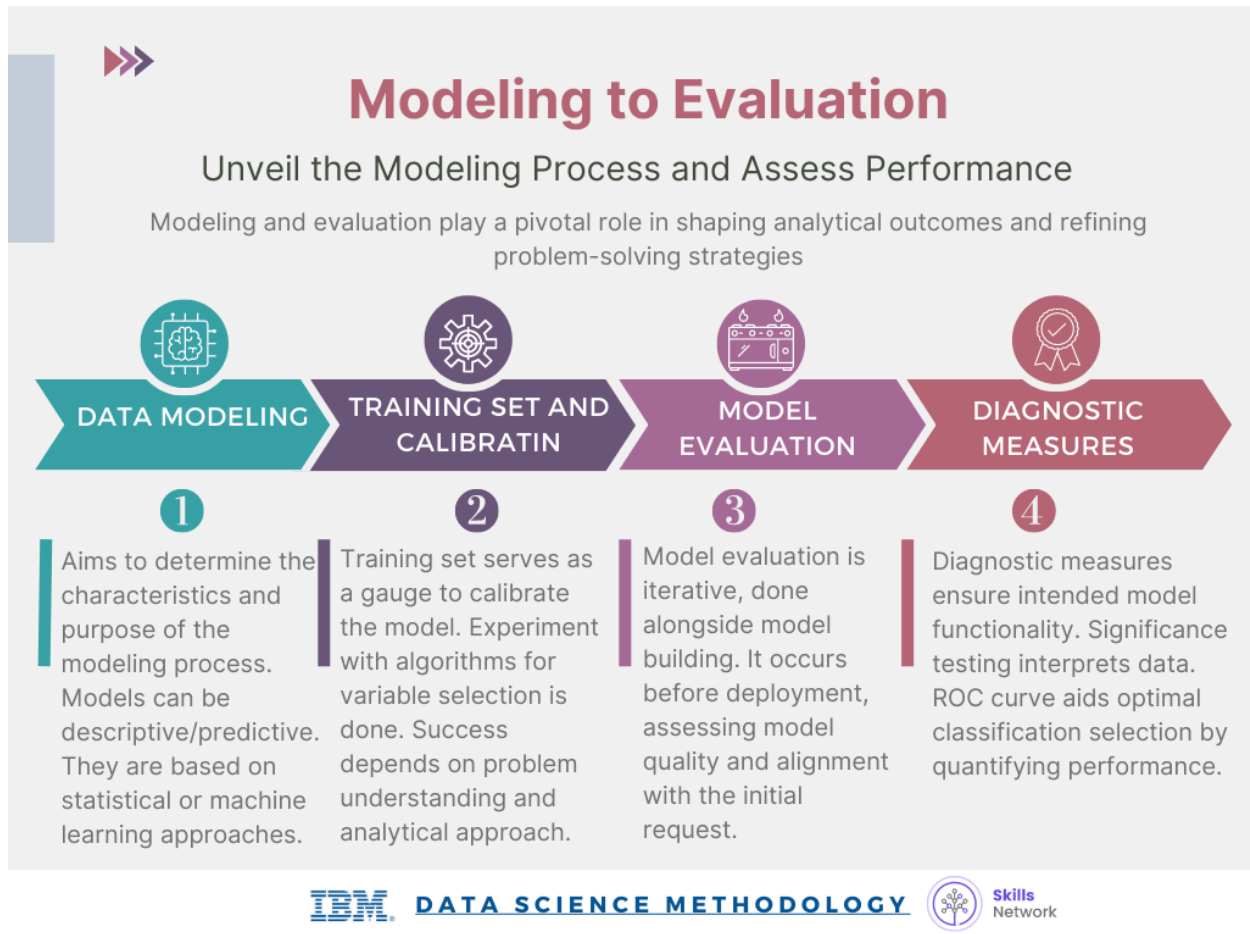 Modeling to Evaluation
Unveil the Modeling Process and Assess Performance
Modeling and evaluation play a pivotal role in shaping analytical outcomes and refining
problem-solving strategies
DATA MODELING
TRAINING SET AND
CALIBRATIN
MODEL
EVALUATION
DIAGNOSTIC
MEASURES
1
Aims to determine the
characteristics and
purpose of the
modeling process.
Models can be
descriptive/predictive.
They are based on
statistical or machine
learning approaches.
2
Training set serves as
a gauge to calibrate
the model. Experiment
with algorithms for
variable selection is
done. Success
depends on problem
understanding and
analytical approach.
3
Model evaluation is
iterative, done
alongside model
building. It occurs
before deployment,
assessing model
quality and alignment
with the initial
request.
4
Diagnostic measures
ensure intended model
functionality. Significance
testing interprets data.
ROC curve aids optimal
classification selection by
quantifying performance.
IBM® DATA SCIENCE METHODOLOGY
Skills
Network